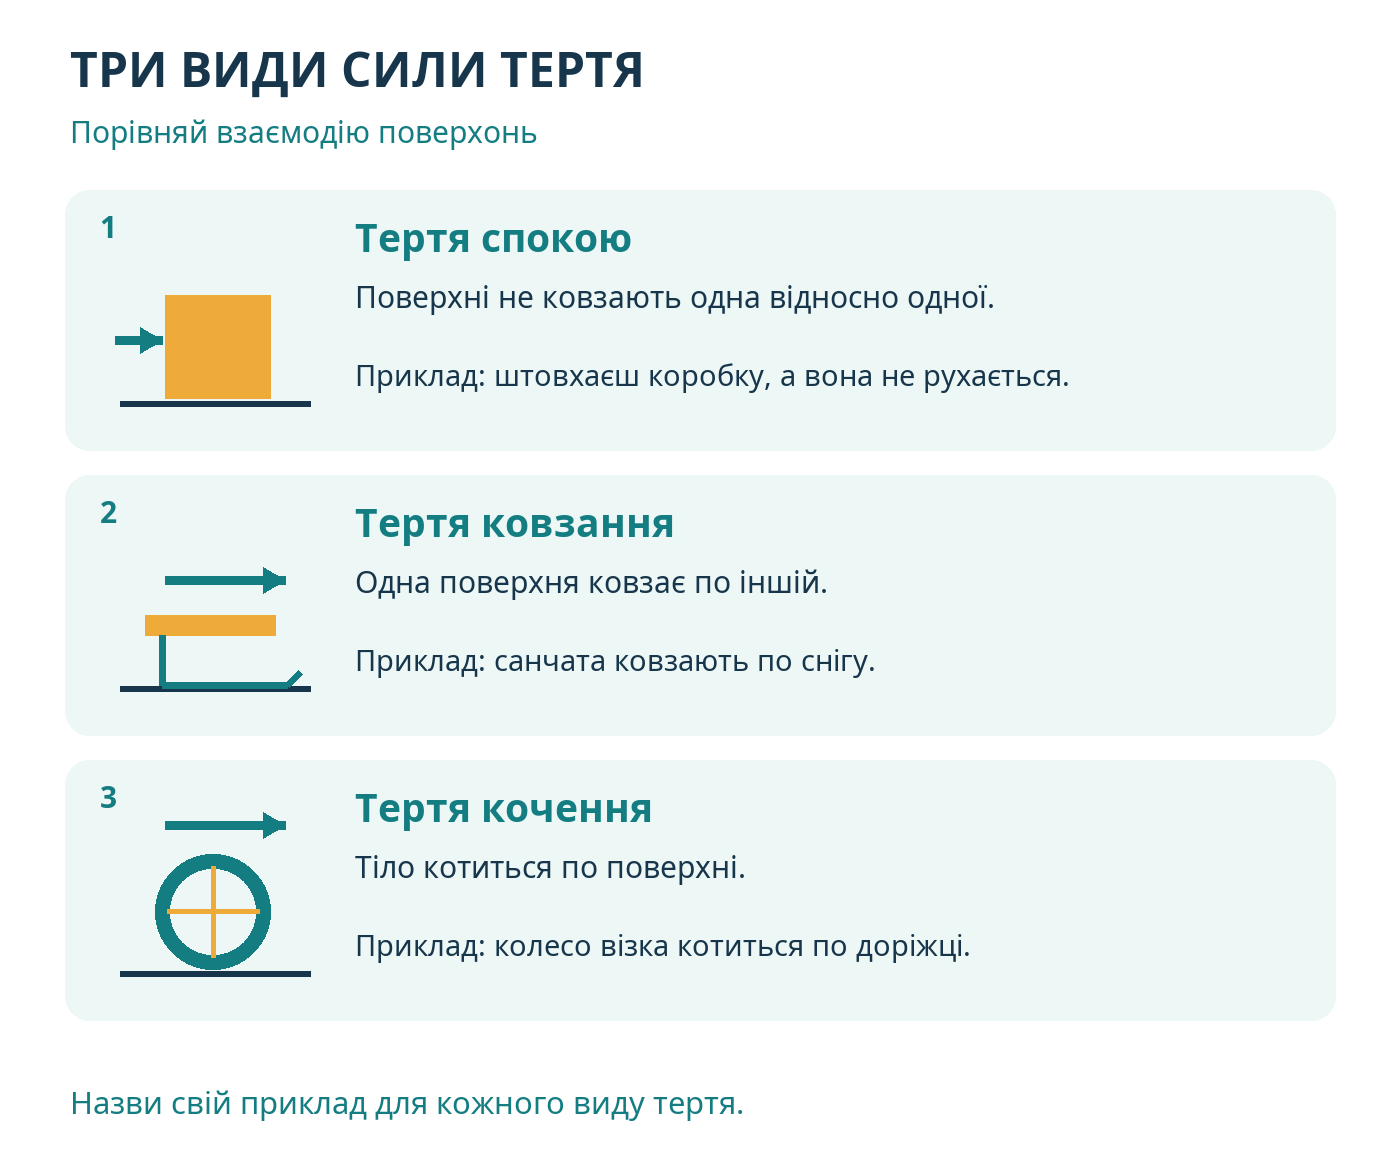 ТРИ ВИДИ СИЛИ ТЕРТЯ
Порівняй взаємодію поверхонь
1
Тертя спокою
Поверхні не ковзають одна відносно одної.
Приклад: штовхаєш коробку, а вона не рухається.
2
Тертя ковзання
Одна поверхня ковзає по іншій.
Приклад: санчата ковзають по снігу.
3
Тертя кочення
Тіло котиться по поверхні.
Приклад: колесо візка котиться по доріжці.
Назви свій приклад для кожного виду тертя.